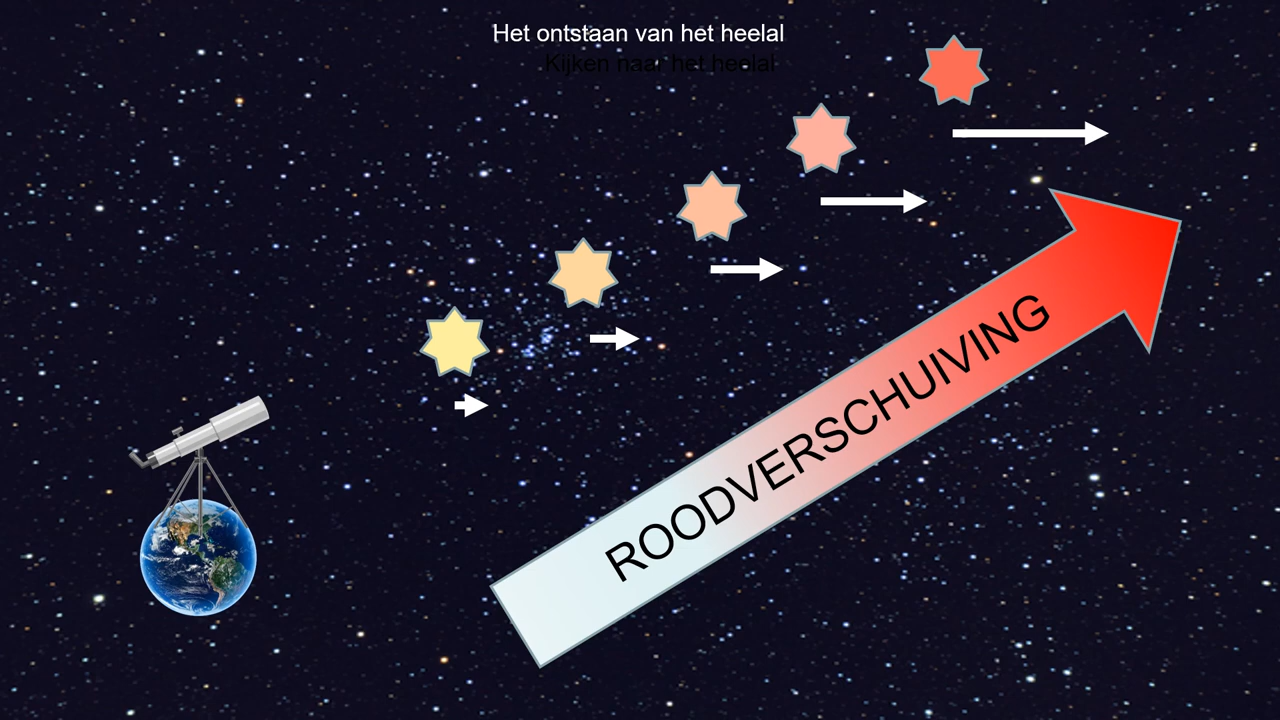 Het ontstaan van het heelal
Kijken naar het heelal
ROODVERSCHUIVING